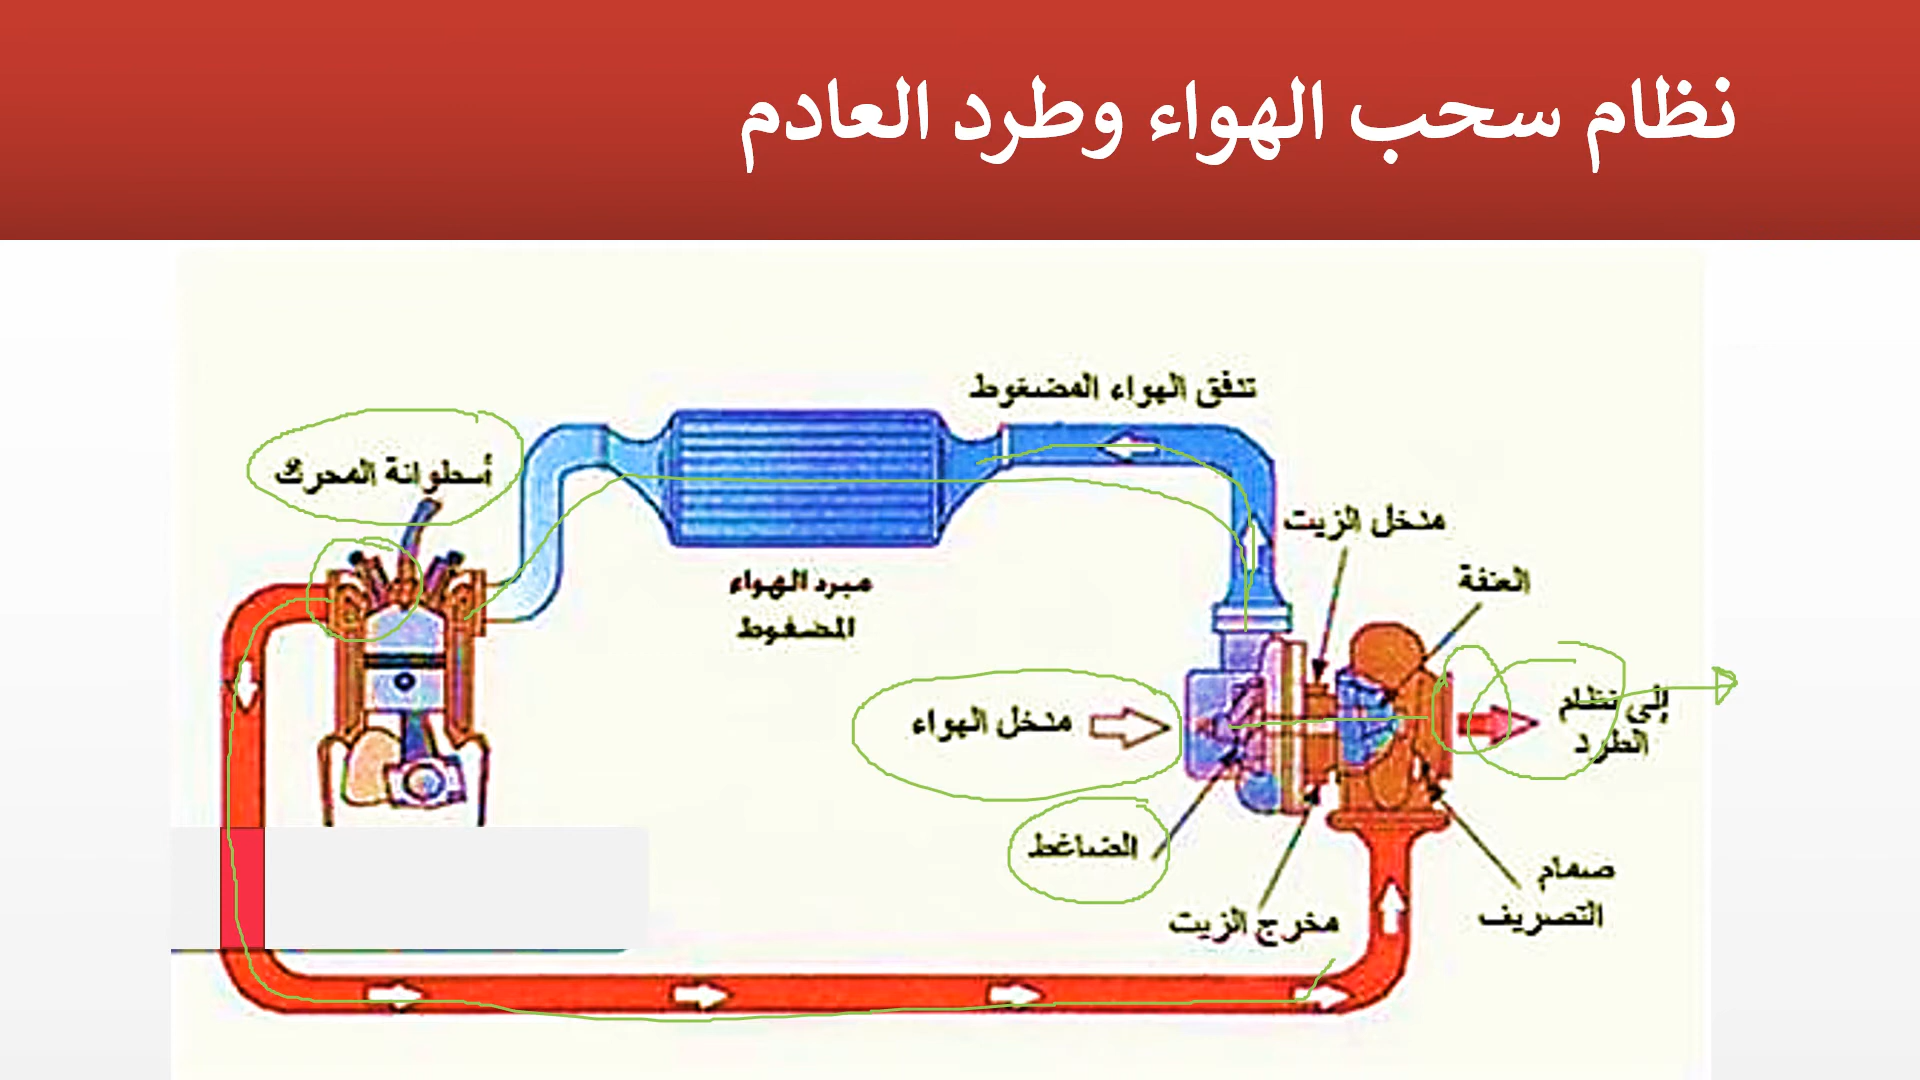 نظام سحب الهواء وطرد العادم
تدفق الهواء المضغوط
أسطوانة المحرك
مدخل الزيت
العنفة
مبرد الهواء
المضغوط
مدخل الهواء
إلى نظام
الطرد
الضاغط
صمام
التصريف
مخرج الزيت